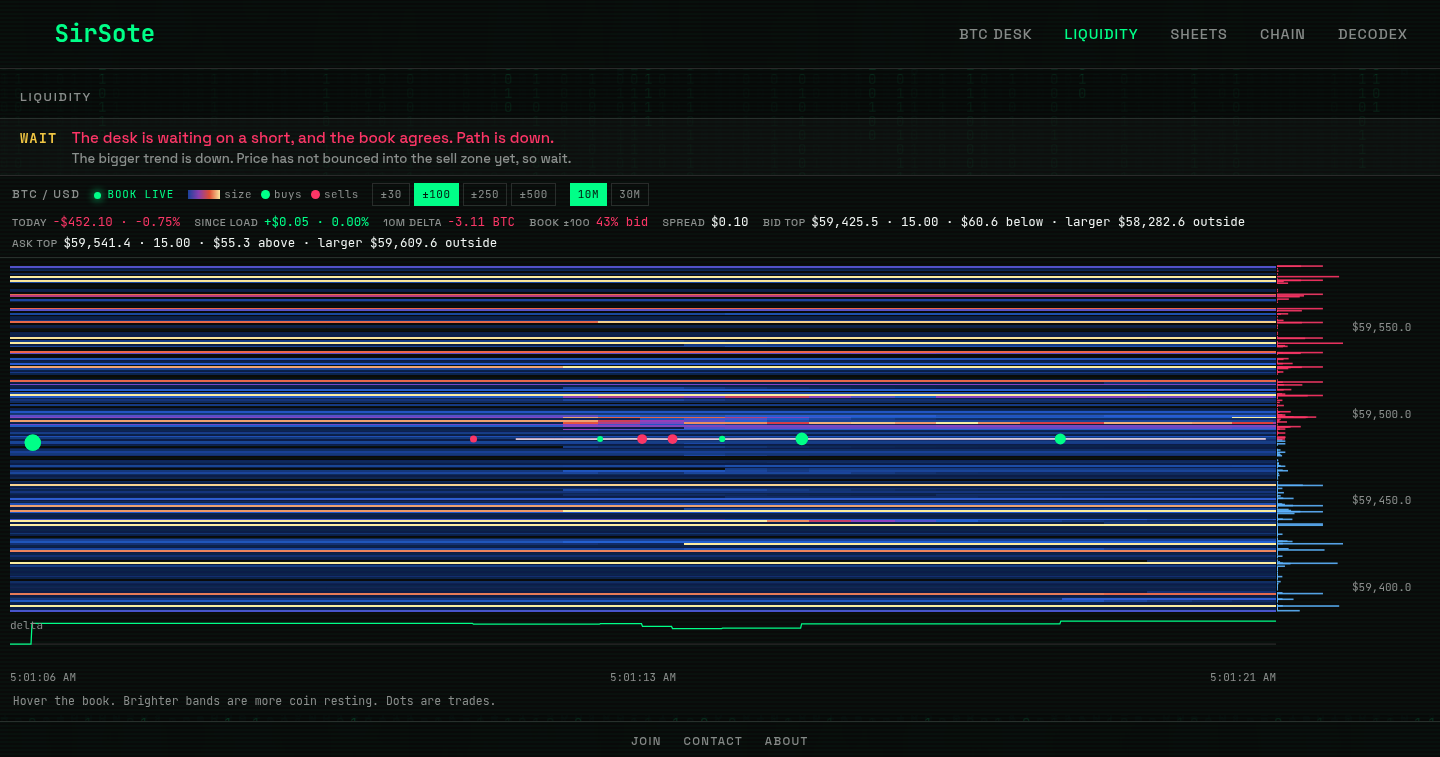 SirSote
BTC DESK LIQUIDITY SHEETS CHAIN DECODEX
LIQUIDITY
WAIT The desk is waiting on a short, and the book agrees. Path is down.
The bigger trend is down. Price has not bounced into the sell zone yet, so wait.
BTC / USD BOOK LIVE size buys sells ±30 ±100 ±250 ±500 10M 30M
TODAY -$452.10 · -0.75% SINCE LOAD +$0.05 · 0.00% 10M DELTA -3.11 BTC BOOK ±100 43% bid SPREAD $0.10 BID TOP $59,425.5 · 15.00 · $60.6 below · larger $58,282.6 outside
ASK TOP $59,541.4 · 15.00 · $55.3 above · larger $59,609.6 outside
$59,550.0
$59,500.0
$59,450.0
$59,400.0
delta
5:01:06 AM 5:01:13 AM 5:01:21 AM
Hover the book. Brighter bands are more coin resting. Dots are trades.
JOIN CONTACT ABOUT